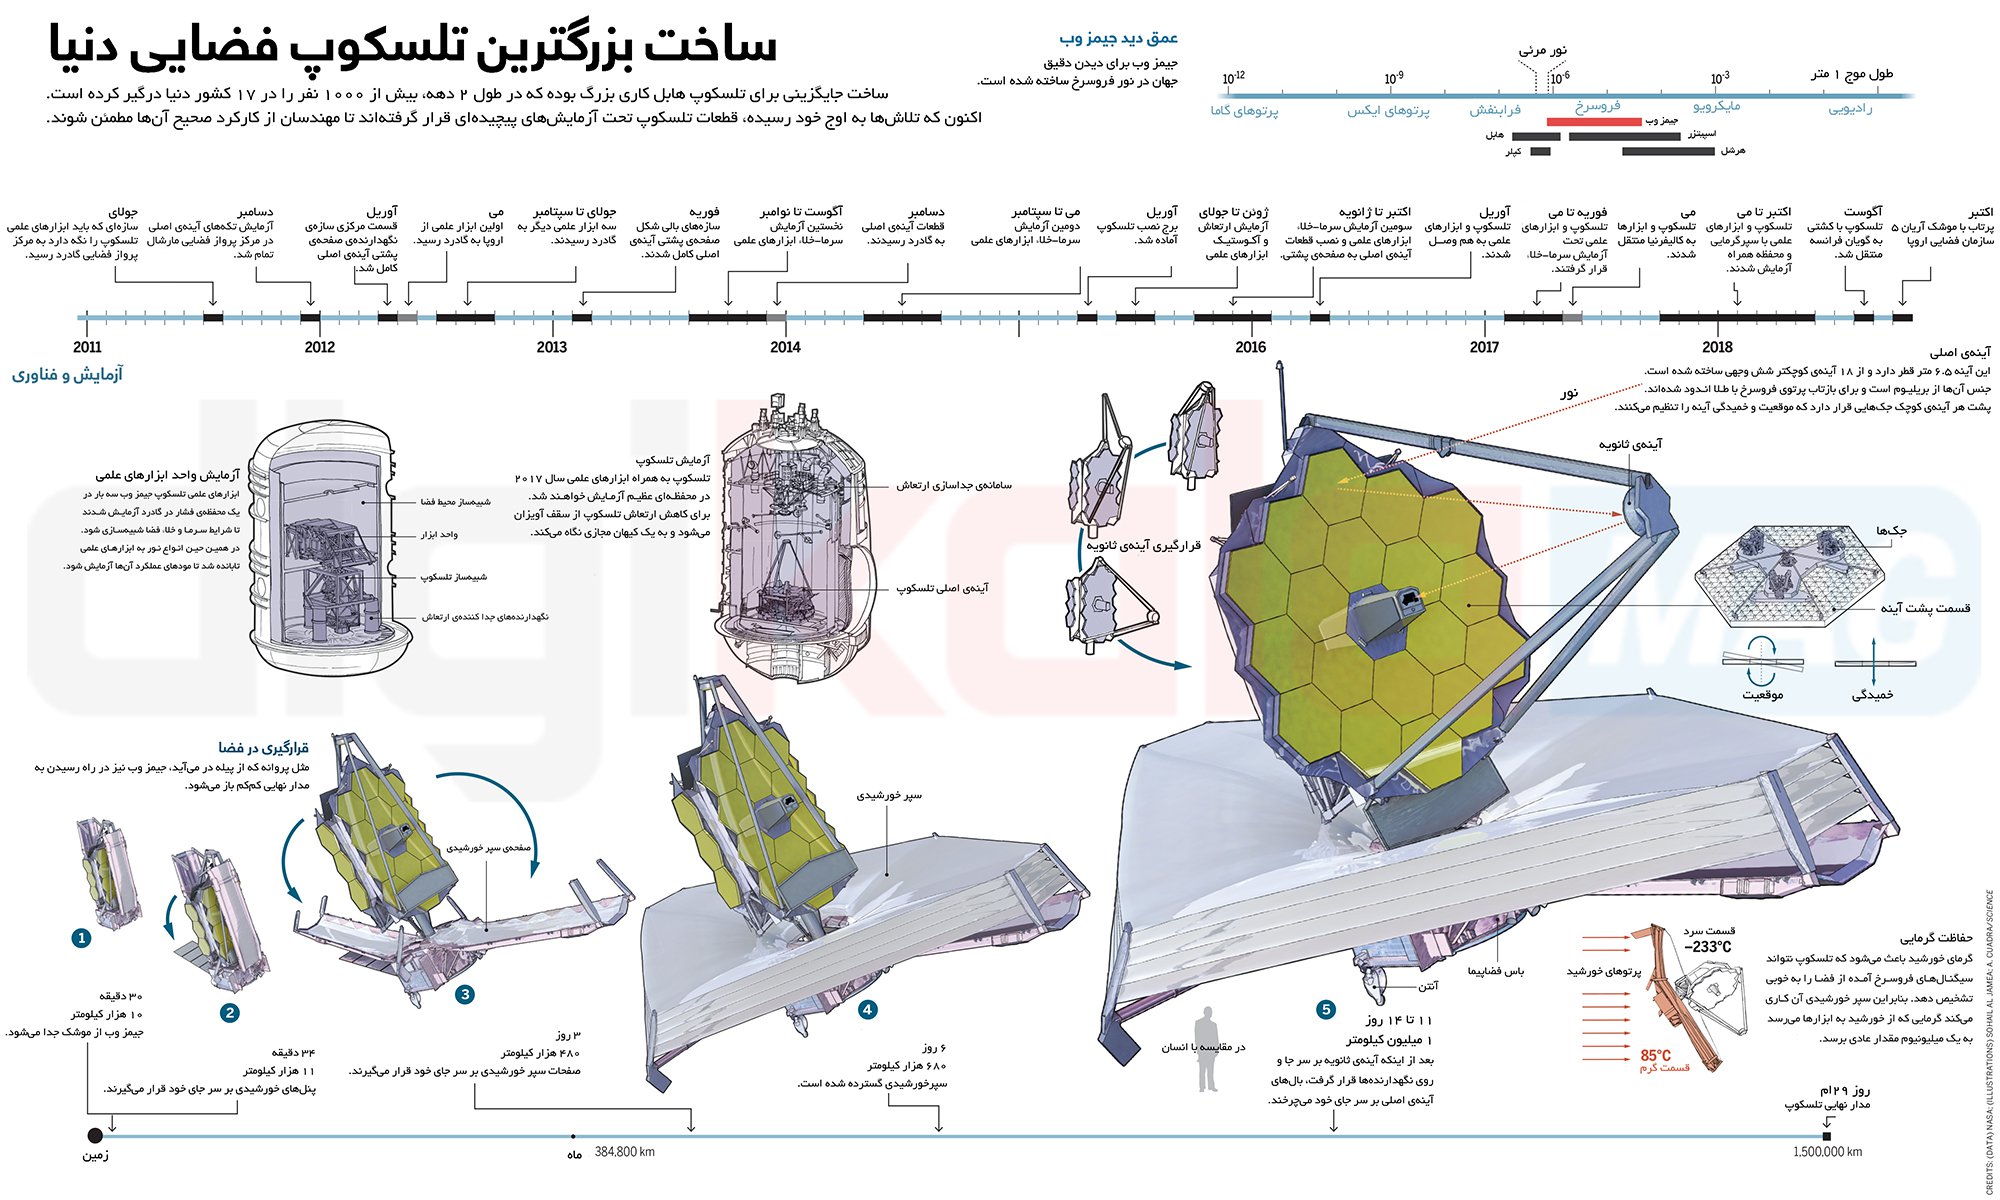 ساخت بزرگترین تلسکوپ فضایی دنیا
ساخت جایگزینی برای تلسکوپ هابل کاری بزرگ بوده که در طول ۲ دهه، بیش از ۱۰۰۰ نفر را در ۱۷ کشور دنیا درگیر کرده است.
اکنون که تلاش‌ها به اوج خود رسیده، قطعات تلسکوپ تحت آزمایش‌های پیچیده‌ای قرار گرفته‌اند تا مهندسان از کارکرد صحیح آن‌ها مطمئن شوند.
عمق دید جیمز وب
جیمز وب برای دیدن دقیق
جهان در نور فروسرخ ساخته شده است.
نور مرئی
طول موج ۱ متر
10-12
10-9
10-6
10-3
پرتوهای گاما
پرتوهای ایکس
فرابنفش
فروسرخ
مایکرویو
رادیویی
جیمز وب
هابل
اسپیتزر
کپلر
هرشل
جولای
سازه‌ای که باید ابزارهای علمی
تلسکوپ را نگه دارد به مرکز
پرواز فضایی گادرد رسید.
دسامبر
آزمایش تکه‌های آینه‌ی اصلی
در مرکز پرواز فضایی مارشال
تمام شد.
آوریل
قسمت مرکزی سازه‌ی
نگهدارنده‌ی صفحه‌ی
پشتی آینه‌ی اصلی
کامل شد.
می
اولین ابزار علمی از
اروپا به گادرد رسید.
جولای تا سپتامبر
سه ابزار علمی دیگر به
گادرد رسیدند.
فوریه
سازه‌های بالی شکل
صفحه‌ی پشتی آینه‌ی
اصلی کامل شدند.
آگوست تا نوامبر
نخستین آزمایش
سرما-خلاء ابزارهای علمی
دسامبر
قطعات آینه‌ی اصلی
به گادرد رسیدند.
می تا سپتامبر
دومین آزمایش
سرما-خلاء ابزارهای علمی
آوریل
برج نصب تلسکوپ
آماده شد.
ژوئن تا جولای
آزمایش ارتعاش
و آکوستیک
ابزارهای علمی
اکتبر تا ژانویه
سومین آزمایش سرما-خلاء،
ابزارهای علمی و نصب قطعات
آینه‌ی اصلی به صفحه‌ی پشتی.
آوریل
تلسکوپ و ابزارهای
علمی به هم وصل
شدند.
فوریه تا می
تلسکوپ و ابزارهای
علمی تحت
آزمایش سرما-خلاء،
قرار گرفتند.
می
تلسکوپ و ابزارها
به کالیفرنیا منتقل
شدند.
اکتبر تا می
تلسکوپ و ابزارهای
علمی با سپرگرمایی
و محفظه همراه
آزمایش شدند.
آگوست
تلسکوپ با کشتی
به گویان فرانسه
منتقل شد.
اکتبر
پرتاب با موشک آریان ۵
سازمان فضایی اروپا
2011
2012
2013
2014
2016
2017
2018
آزمایش و فناوری
آزمایش واحد ابزارهای علمی
ابزارهای علمی تلسکوپ جیمز وب سه بار در
یک محفظه‌ی فشار در گادرد آزمایش شدند
تا شرایط سرما و خلاء فضا شبیه‌سازی شود.
در همین حین انواع نور به ابزارهای علمی
تابانده شد تا مودهای عملکرد آن‌ها آزمایش شود.
شبیه‌ساز محیط فضا
واحد ابزار
شبیه‌ساز تلسکوپ
نگهدارنده‌های جدا کننده‌ی ارتعاش
آزمایش تلسکوپ
تلسکوپ به همراه ابزارهای علمی سال ۲۰۱۷
در محفظه‌ای عظیم آزمایش خواهند شد.
برای کاهش ارتعاش تلسکوپ از سقف آویزان
می‌شود و به یک کیهان مجازی نگاه می‌کند.
سامانه‌ی جداسازی ارتعاش
آینه‌ی اصلی تلسکوپ
قرارگیری آینه‌ی ثانویه
آینه‌ی اصلی
این آینه ۶.۵ متر قطر دارد و از ۱۸ آینه‌ی کوچکتر شش وجهی ساخته شده است.
جنس آن‌ها از بریلیوم است و برای بازتاب پرتوی فروسرخ با طلا اندود شده‌اند.
پشت هر آینه‌ی کوچک جک‌هایی قرار دارد که موقعیت و خمیدگی آینه را تنظیم می‌کنند.
نور
آینه‌ی ثانویه
جک‌ها
قسمت پشت آینه
موقعیت
خمیدگی
قرارگیری در فضا
مثل پروانه که از پیله در می‌آید، جیمز وب نیز در راه رسیدن به
مدار نهایی کم‌کم باز می‌شود.
صفحه‌ی سپر خورشیدی
سپر خورشیدی
باس فضاپیما
آنتن
در مقایسه با انسان
1
2
3
4
5
۳۰ دقیقه
۱۰ هزار کیلومتر
جیمز وب از موشک جدا می‌شود.
۳۴ دقیقه
۱۱ هزار کیلومتر
پنل‌های خورشیدی بر سر جای خود قرار می‌گیرند.
۳ روز
۴۸۰ هزار کیلومتر
صفحات سپر خورشیدی بر سر جای خود قرار می‌گیرند.
۶ روز
۶۸۰ هزار کیلومتر
سپرخورشیدی گسترده شده است.
۱۱ تا ۱۴ روز
۱ میلیون کیلومتر
بعد از اینکه آینه‌ی ثانویه بر سر جا و
روی نگهدارنده‌ها قرار گرفت، بال‌های
آینه‌ی اصلی بر سر جای خود می‌چرخند.
حفاظت گرمایی
گرمای خورشید باعث می‌شود که تلسکوپ نتواند
سیگنال‌های فروسرخ آمده از فضا را به خوبی
تشخیص دهد. بنابراین سپر خورشیدی آن کاری
می‌کند گرمایی که از خورشید به ابزارها می‌رسد
به یک میلیونیوم مقدار عادی برسد.
قسمت سرد
–233°C
پرتوهای خورشید
85°C
قسمت گرم
روز ۲۹ام
مدار نهایی تلسکوپ
زمین
ماه
384,800 km
1,500,000 km
CREDITS: (DATA) NASA; (ILLUSTRATIONS) SOHAIL AL JAMEA; A. CUADRA/SCIENCE
digikala MAG